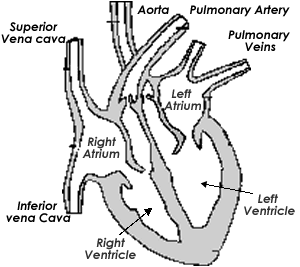 Aorta
Pulmonary Artery
Superior
Vena cava
Pulmonary
Veins
Left
Atrium
Right
Atrium
Inferior
vena Cava
Left
Ventricle
Right
Ventricle